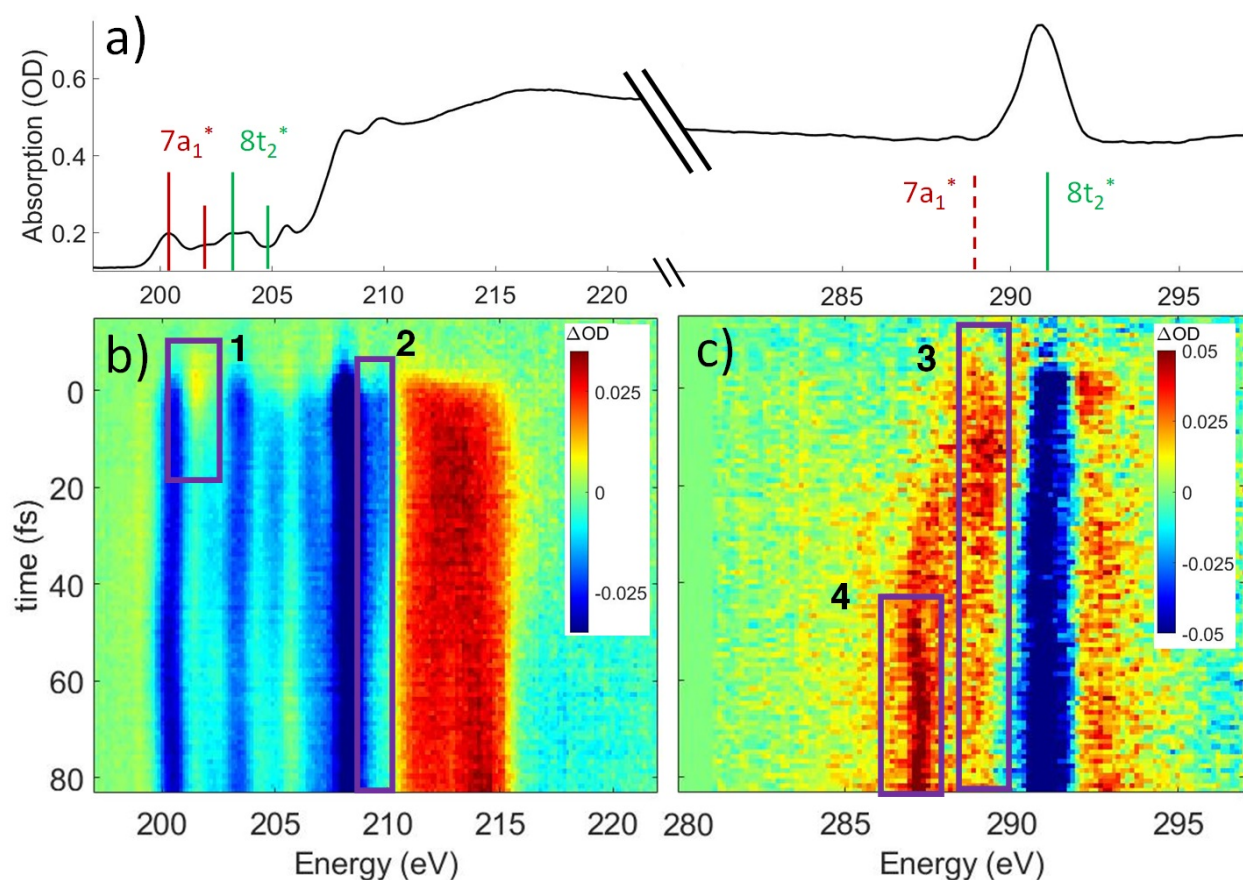 a)
Absorption (OD)
0.6
0.4
0.2
7a₁*
8t₂*
7a₁*
8t₂*
200 205 210 215 220 285 290 295
b)
1
2
ΔOD
0.025
0
-0.025
c)
3
4
ΔOD
0.05
0.025
0
-0.025
-0.05
time (fs)
0
20
40
60
80
200 205 210 215 220
Energy (eV)
280 285 290 295
Energy (eV)